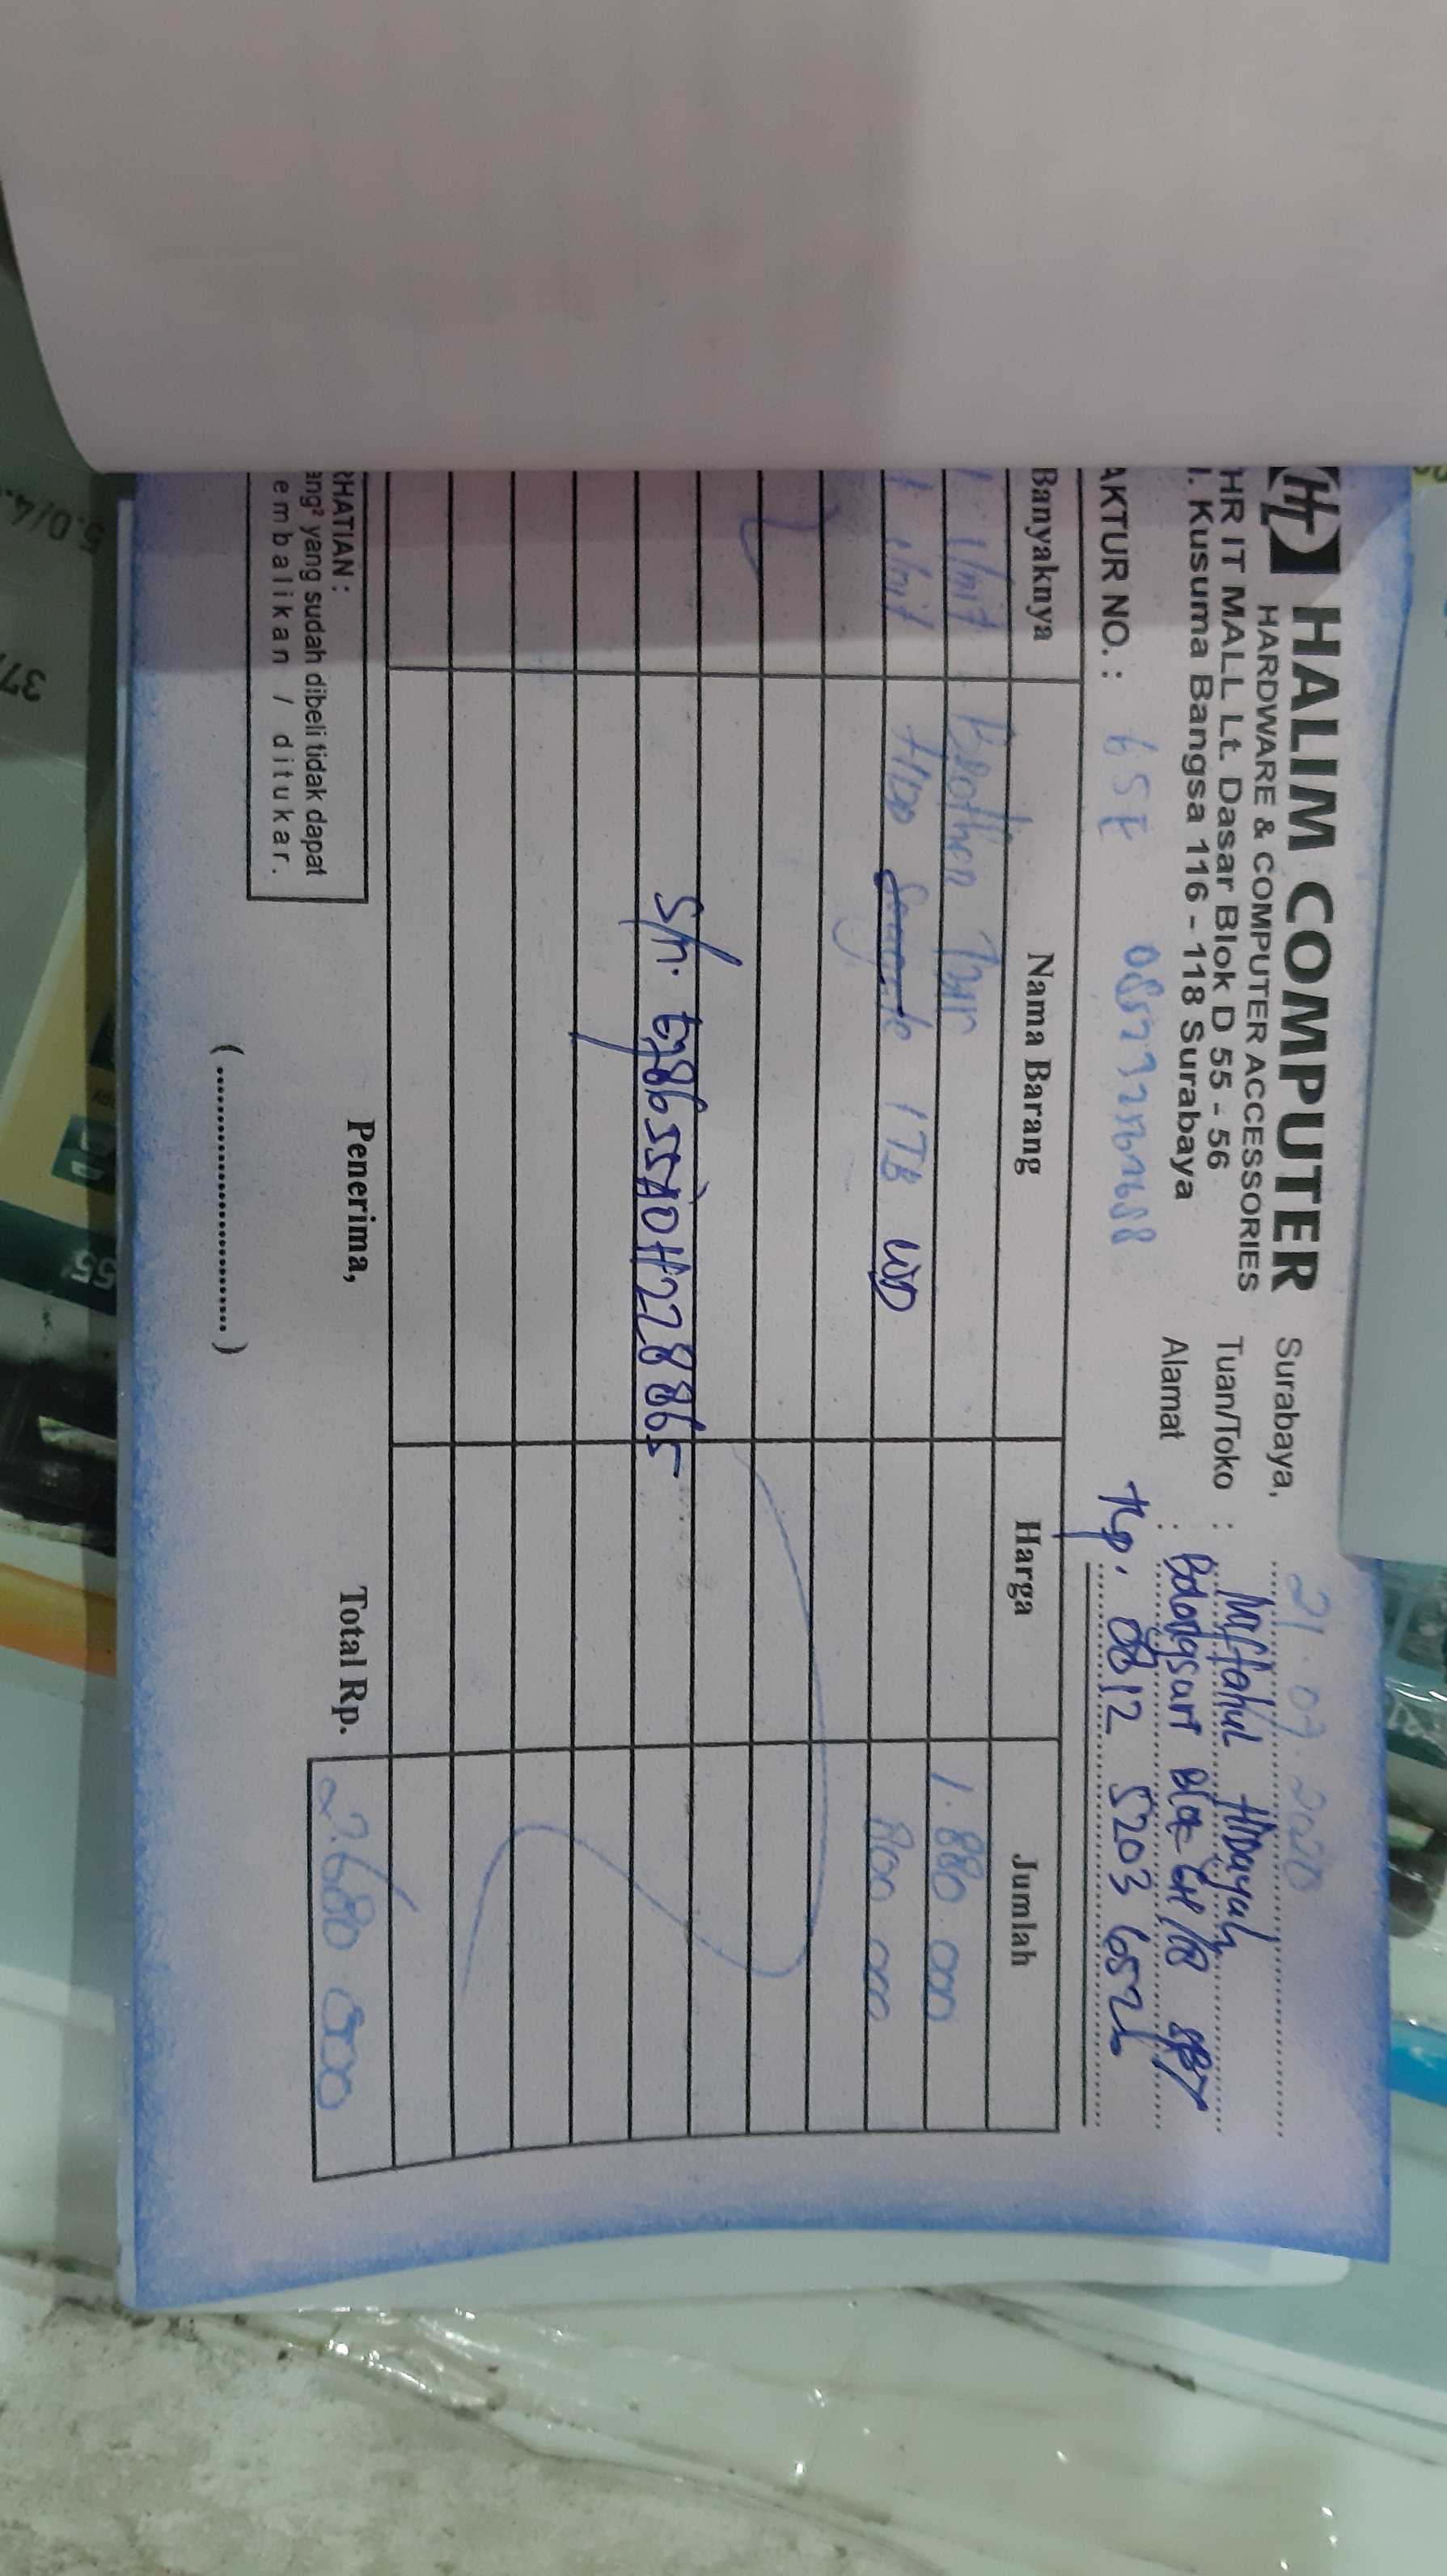 HT HALIM COMPUTER
HARDWARE & COMPUTER ACCESSORIES
HR IT MALL Lt. Dasar Blok D 55 - 56
l. Kusuma Bangsa 116 - 118 Surabaya
Surabaya, 21.07.2020
Tuan/Toko : Miftahul Hidayah
Alamat :
Tlp. 0812 5203 6526
AKTUR NO. :
Banyaknya Nama Barang Harga Jumlah
1 Unit Brother 1.880.000
1 Unit HDD 1TB WD 800 000
RHATIAN :
ang² yang sudah dibeli tidak dapat
embalikan / ditukar.
Penerima,
(..............................)
Total Rp. 2.680 000